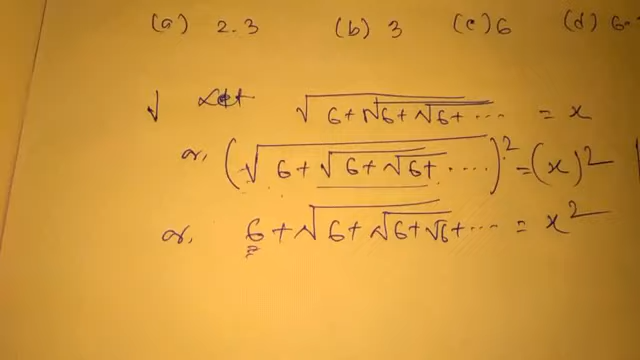 (a) 2.3 (b) 3 (c) 6 (d) 6.
√ Let √(6+√(6+√(6+ ... = x
or, (√(6+√(6+√(6+ ....)² = (x)²
or, 6+√(6+√(6+√6+ ... = x²